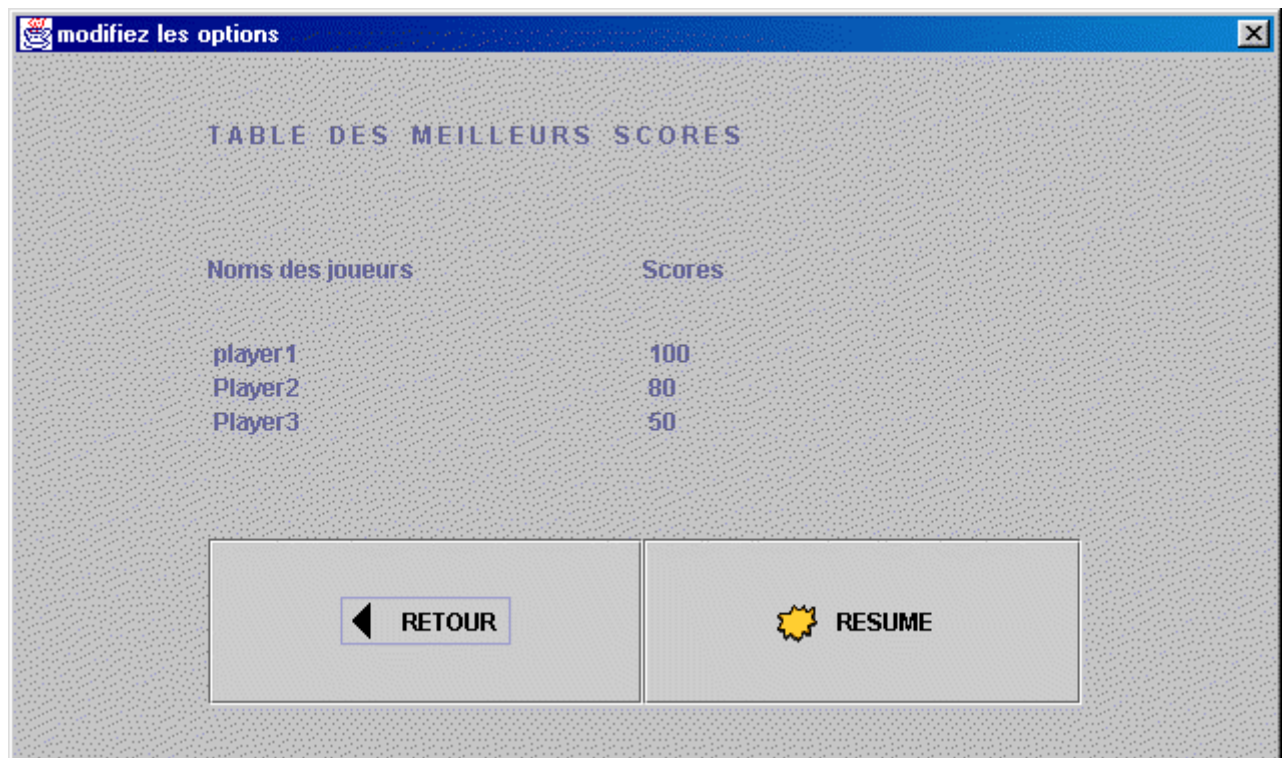 modifiez les options
TABLE DES MEILLEURS SCORES
Noms des joueurs Scores
player1 100
Player2 80
Player3 50
RETOUR RESUME